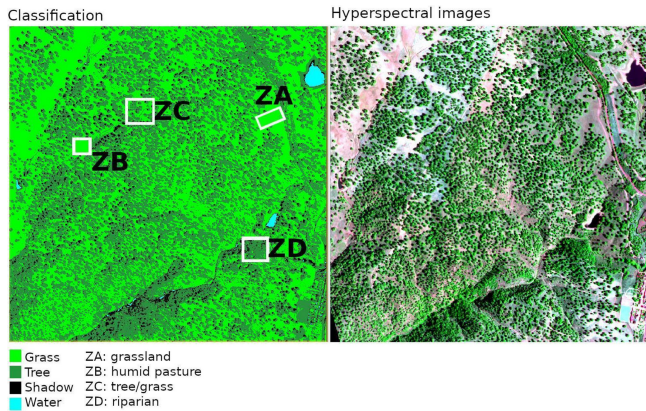 Classification
Hyperspectral images
ZA
ZC
ZB
ZD
Grass
ZA: grassland
Tree
ZB: humid pasture
Shadow
ZC: tree/grass
Water
ZD: riparian